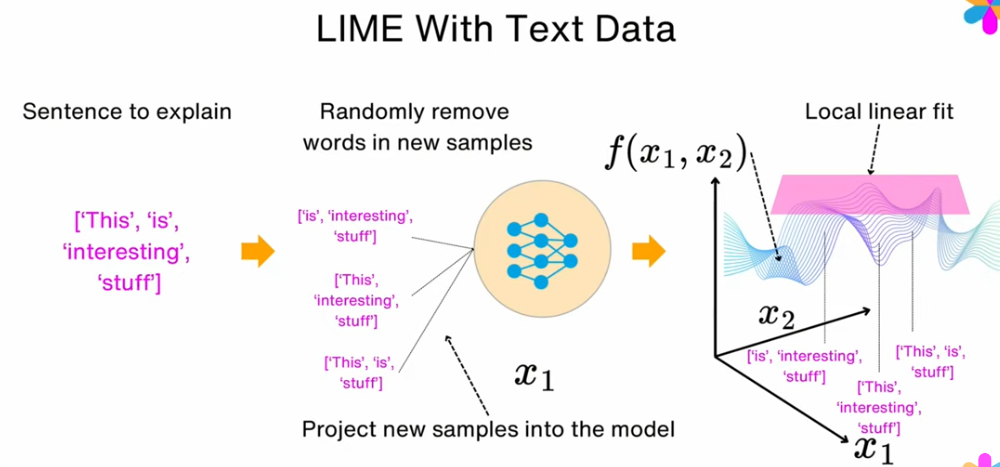 LIME With Text Data
Sentence to explain
['This', 'is',
'interesting',
'stuff']
Randomly remove
words in new samples
['is', 'interesting',
'stuff']
['This',
'interesting',
'stuff']
['This', 'is',
'stuff']
x₁
Project new samples into the model
Local linear fit
f(x₁, x₂)
x₂
['is', 'interesting',
'stuff']
['This',
'interesting',
'stuff']
['This', 'is',
'stuff']
x₁